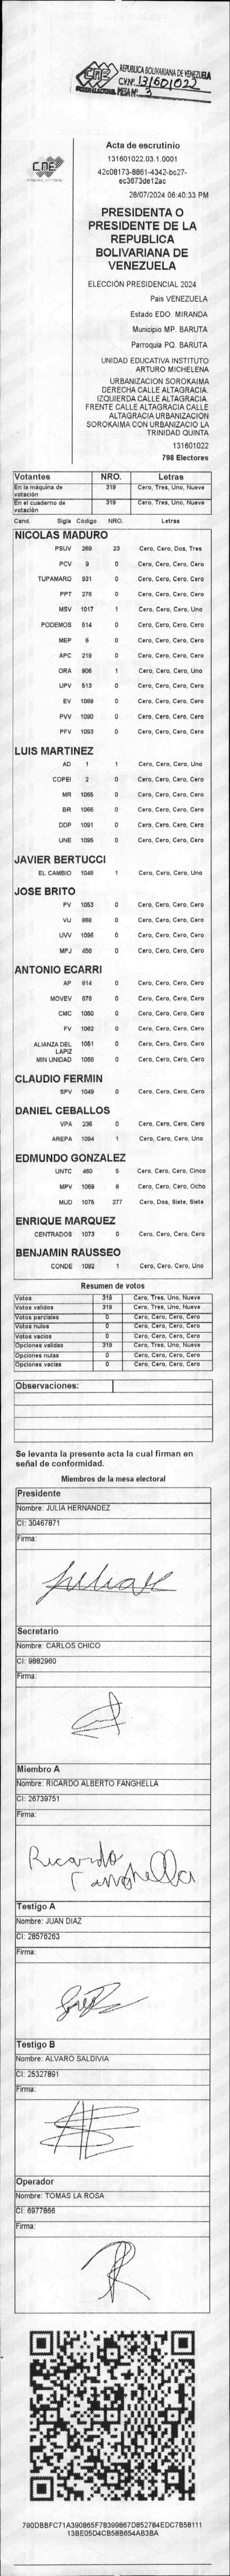 CNE
REPUBLICA BOLIVARIANA DE VENEZUELA
PODER ELECTORAL
C.V.Nº. 131601022
MESA Nº 3
CNE
Acta de escrutinio
131601022.03.1.0001
42c08173-8861-4342-bc27-
ec3673de12ac
28/07/2024 06:40:33 PM
PRESIDENTA O
PRESIDENTE DE LA
REPUBLICA
BOLIVARIANA DE
VENEZUELA
ELECCIÓN PRESIDENCIAL 2024
Pais VENEZUELA
Estado EDO. MIRANDA
Municipio MP. BARUTA
Parroquia PQ. BARUTA
UNIDAD EDUCATIVA INSTITUTO
ARTURO MICHELENA
URBANIZACION SOROKAIMA
DERECHA CALLE ALTAGRACIA.
IZQUIERDA CALLE ALTAGRACIA.
FRENTE CALLE ALTAGRACIA CALLE
ALTAGRACIA URBANIZACION
SOROKAIMA CON URBANIZACIO LA
TRINIDAD QUINTA
131601022
798 Electores
Votantes NRO. Letras
En la máquina de votación 319 Cero, Tres, Uno, Nueve
En el cuaderno de votación 319 Cero, Tres, Uno, Nueve
Cand. Sigla Código NRO. Letras
NICOLAS MADURO
PSUV 269 23 Cero, Cero, Dos, Tres
PCV 9 0 Cero, Cero, Cero, Cero
TUPAMARO 931 0 Cero, Cero, Cero, Cero
PPT 276 0 Cero, Cero, Cero, Cero
MSV 1017 1 Cero, Cero, Cero, Uno
PODEMOS 514 0 Cero, Cero, Cero, Cero
MEP 6 0 Cero, Cero, Cero, Cero
APC 219 0 Cero, Cero, Cero, Cero
ORA 906 1 Cero, Cero, Cero, Uno
UPV 513 0 Cero, Cero, Cero, Cero
EV 1089 0 Cero, Cero, Cero, Cero
PVV 1090 0 Cero, Cero, Cero, Cero
PFV 1093 0 Cero, Cero, Cero, Cero
LUIS MARTINEZ
AD 1 1 Cero, Cero, Cero, Uno
COPEI 2 0 Cero, Cero, Cero, Cero
MR 1065 0 Cero, Cero, Cero, Cero
BR 1066 0 Cero, Cero, Cero, Cero
DDP 1091 0 Cero, Cero, Cero, Cero
UNE 1095 0 Cero, Cero, Cero, Cero
JAVIER BERTUCCI
EL CAMBIO 1048 1 Cero, Cero, Cero, Uno
JOSE BRITO
PV 1053 0 Cero, Cero, Cero, Cero
VU 868 0 Cero, Cero, Cero, Cero
UVV 1096 0 Cero, Cero, Cero, Cero
MPJ 458 0 Cero, Cero, Cero, Cero
ANTONIO ECARRI
AP 814 0 Cero, Cero, Cero, Cero
MOVEV 878 0 Cero, Cero, Cero, Cero
CMC 1050 0 Cero, Cero, Cero, Cero
FV 1062 0 Cero, Cero, Cero, Cero
ALIANZA DEL LAPIZ 1051 0 Cero, Cero, Cero, Cero
MIN UNIDAD 1068 0 Cero, Cero, Cero, Cero
CLAUDIO FERMIN
SPV 1049 0 Cero, Cero, Cero, Cero
DANIEL CEBALLOS
VPA 236 0 Cero, Cero, Cero, Cero
AREPA 1094 1 Cero, Cero, Cero, Uno
EDMUNDO GONZALEZ
UNTC 460 5 Cero, Cero, Cero, Cinco
MPV 1069 8 Cero, Cero, Cero, Ocho
MUD 1075 277 Cero, Dos, Siete, Siete
ENRIQUE MARQUEZ
CENTRADOS 1073 0 Cero, Cero, Cero, Cero
BENJAMIN RAUSSEO
CONDE 1092 1 Cero, Cero, Cero, Uno
Resumen de votos
Votos 319 Cero, Tres, Uno, Nueve
Votos validos 319 Cero, Tres, Uno, Nueve
Votos parciales 0 Cero, Cero, Cero, Cero
Votos nulos 0 Cero, Cero, Cero, Cero
Votos vacios 0 Cero, Cero, Cero, Cero
Opciones validas 319 Cero, Tres, Uno, Nueve
Opciones nulas 0 Cero, Cero, Cero, Cero
Opciones vacias 0 Cero, Cero, Cero, Cero
Observaciones:
Se levanta la presente acta la cual firman en
señal de conformidad.
Miembros de la mesa electoral
Presidente
Nombre: JULIA HERNANDEZ
CI: 30467871
Firma:
Secretario
Nombre: CARLOS CHICO
CI: 9882960
Firma:
Miembro A
Nombre: RICARDO ALBERTO FANGHELLA
CI: 26739751
Firma:
Ricardo
Fanghella
Testigo A
Nombre: JUAN DIAZ
CI: 28576263
Firma:
Testigo B
Nombre: ALVARO SALDIVIA
CI: 25327891
Firma:
Operador
Nombre: TOMAS LA ROSA
CI: 6977866
Firma:
790DBBFC71A390865F78399867D852784EDC7B58111
13BE05D4CB58B654AB3BA